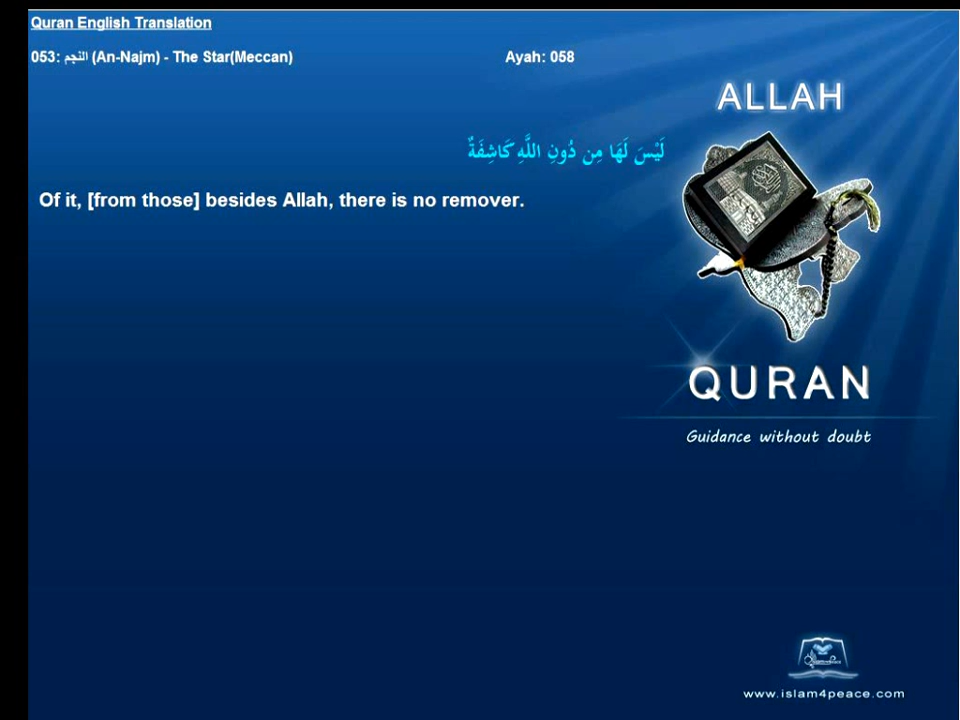 Quran English Translation
053: النجم (An-Najm) - The Star(Meccan) Ayah: 058
ALLAH
لَيْسَ لَهَا مِن دُونِ اللَّهِ كَاشِفَةٌ
Of it, [from those] besides Allah, there is no remover.
QURAN
Guidance without doubt
www.islam4peace.com